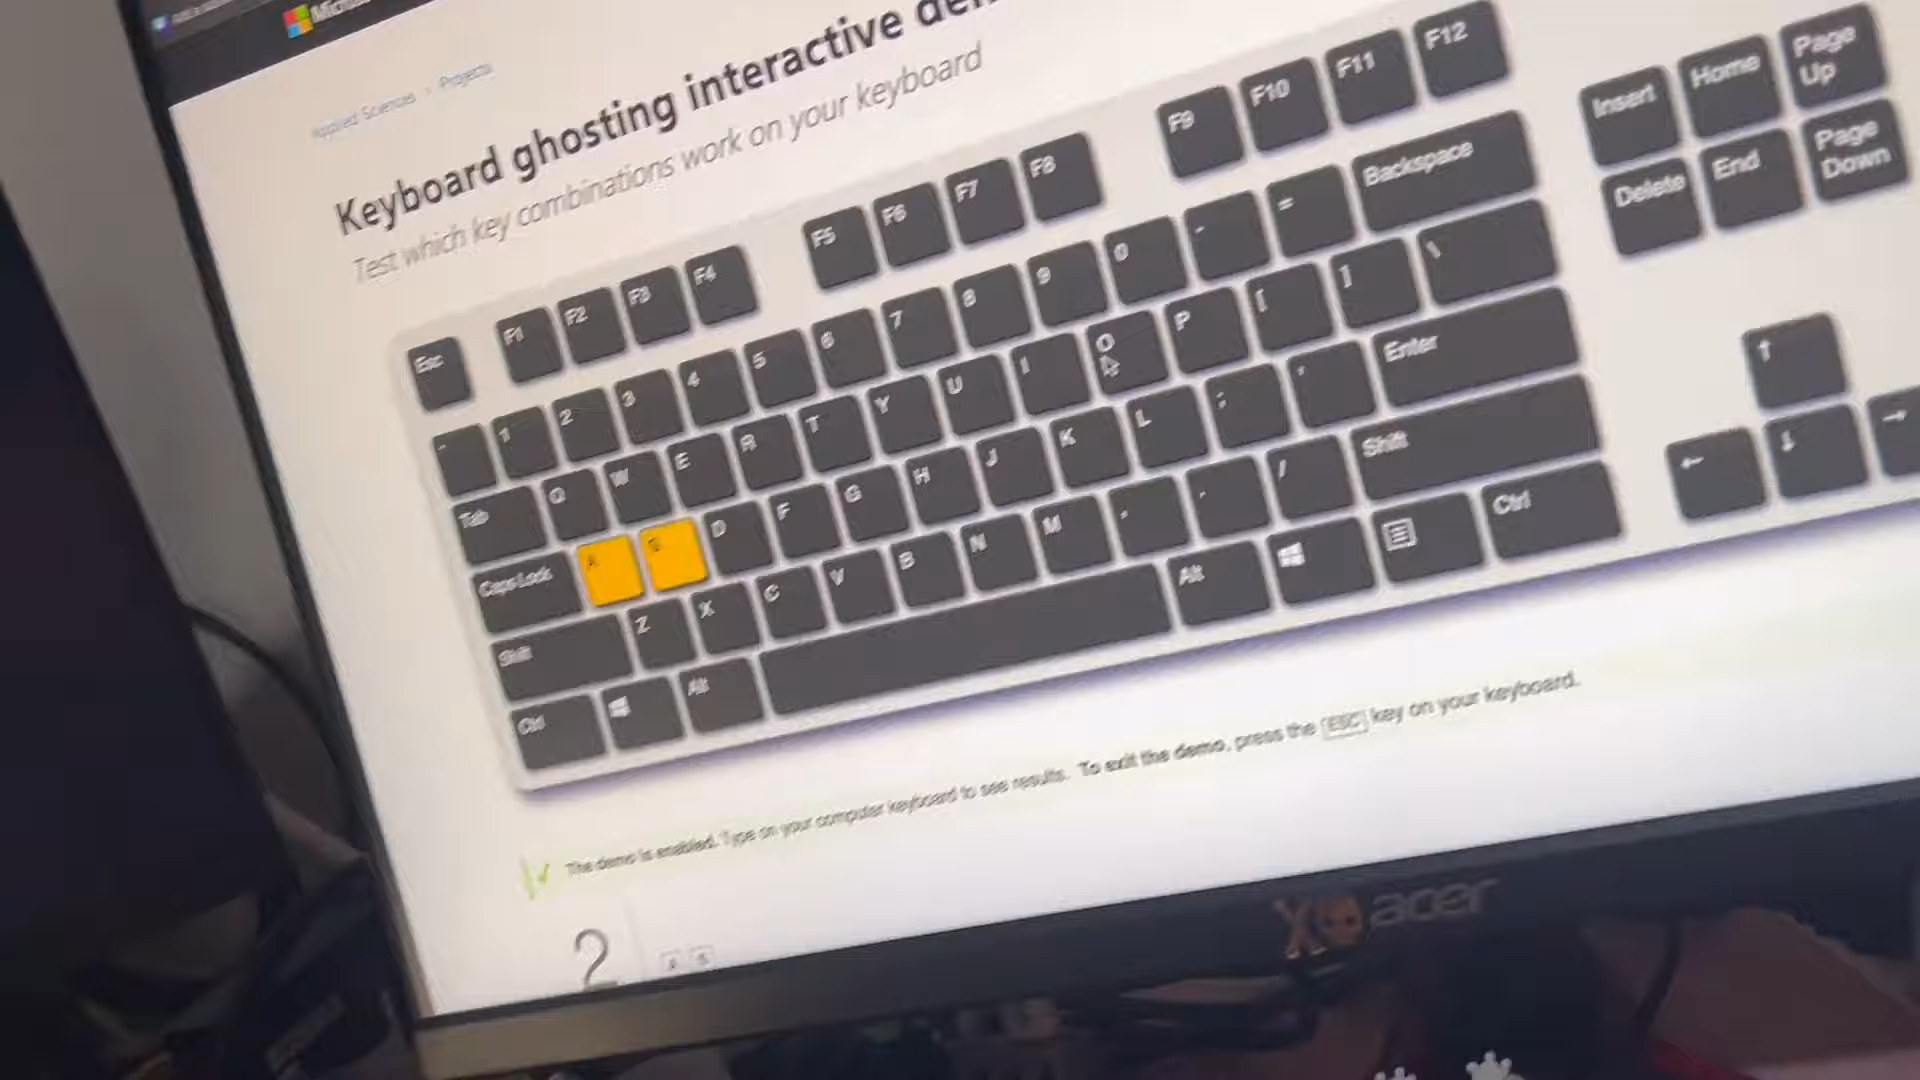 Applied Sciences > Projects
Keyboard ghosting interactive
Test which key combinations work on your keyboard
Esc F1 F2 F3 F4 F5 F6 F7 F8 F9 F10 F11 F12
1 2 3 4 5 6 7 8 9 0 - = Backspace
Tab Q W E R T Y U I O P [ ] \
Caps Lock A S D F G H J K L ; ' Enter
Shift Z X C V B N M , . / Shift
Ctrl Alt Alt Ctrl
Insert Home Page Up
Delete End Page Down
↑
← ↓ →
The demo is enabled. Type on your computer keyboard to see results. To exit the demo, press the ESC key on your keyboard.
2 A S
acer